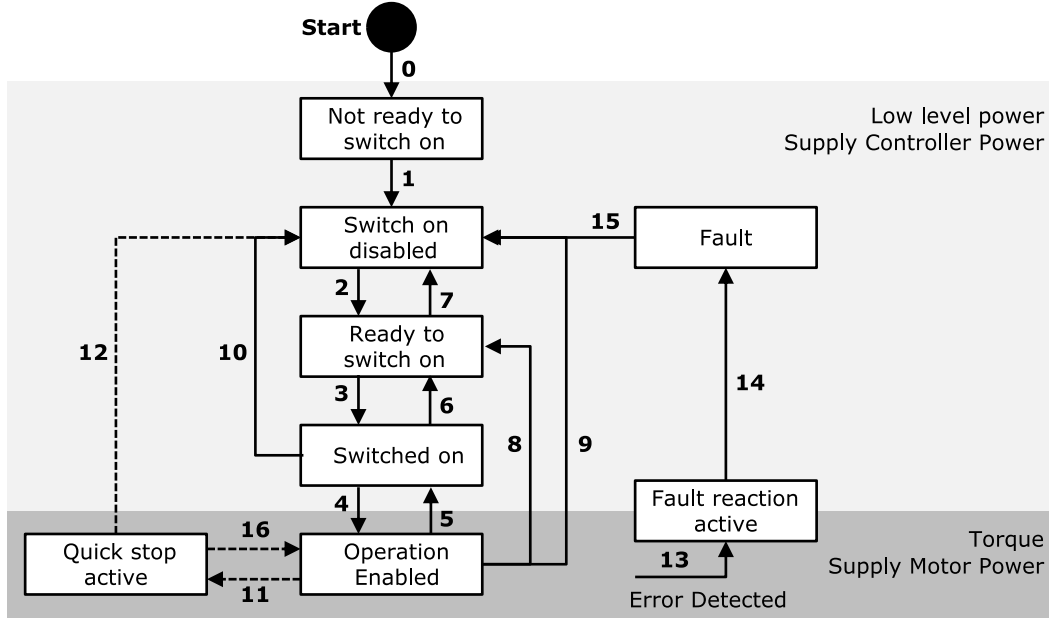 Start
0
Not ready to
switch on
Low level power
Supply Controller Power
1
Switch on
disabled
15
Fault
2
7
Ready to
switch on
12
10
3
6
14
8
9
Switched on
4
5
Fault reaction
active
16
Quick stop
active
11
Operation
Enabled
13
Error Detected
Torque
Supply Motor Power